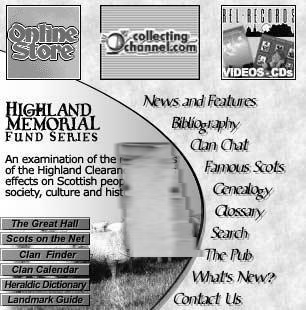 Online
Store
collecting
channel.com
REL-RECORDS
VIDEOS - CDs
HIGHLAND
MEMORIAL
FUND SERIES
An examination of the
of the Highland
effects on Scottish
society, culture and
The Great Hall
Scots on the Net
Clan Finder
Clan Calendar
Heraldic Dictionary
Landmark Guide
News and Features
Bibliography
Clan Chat
Famous Scots
Genealogy
Glossary
Search
The Pub
What's New?
Contact Us